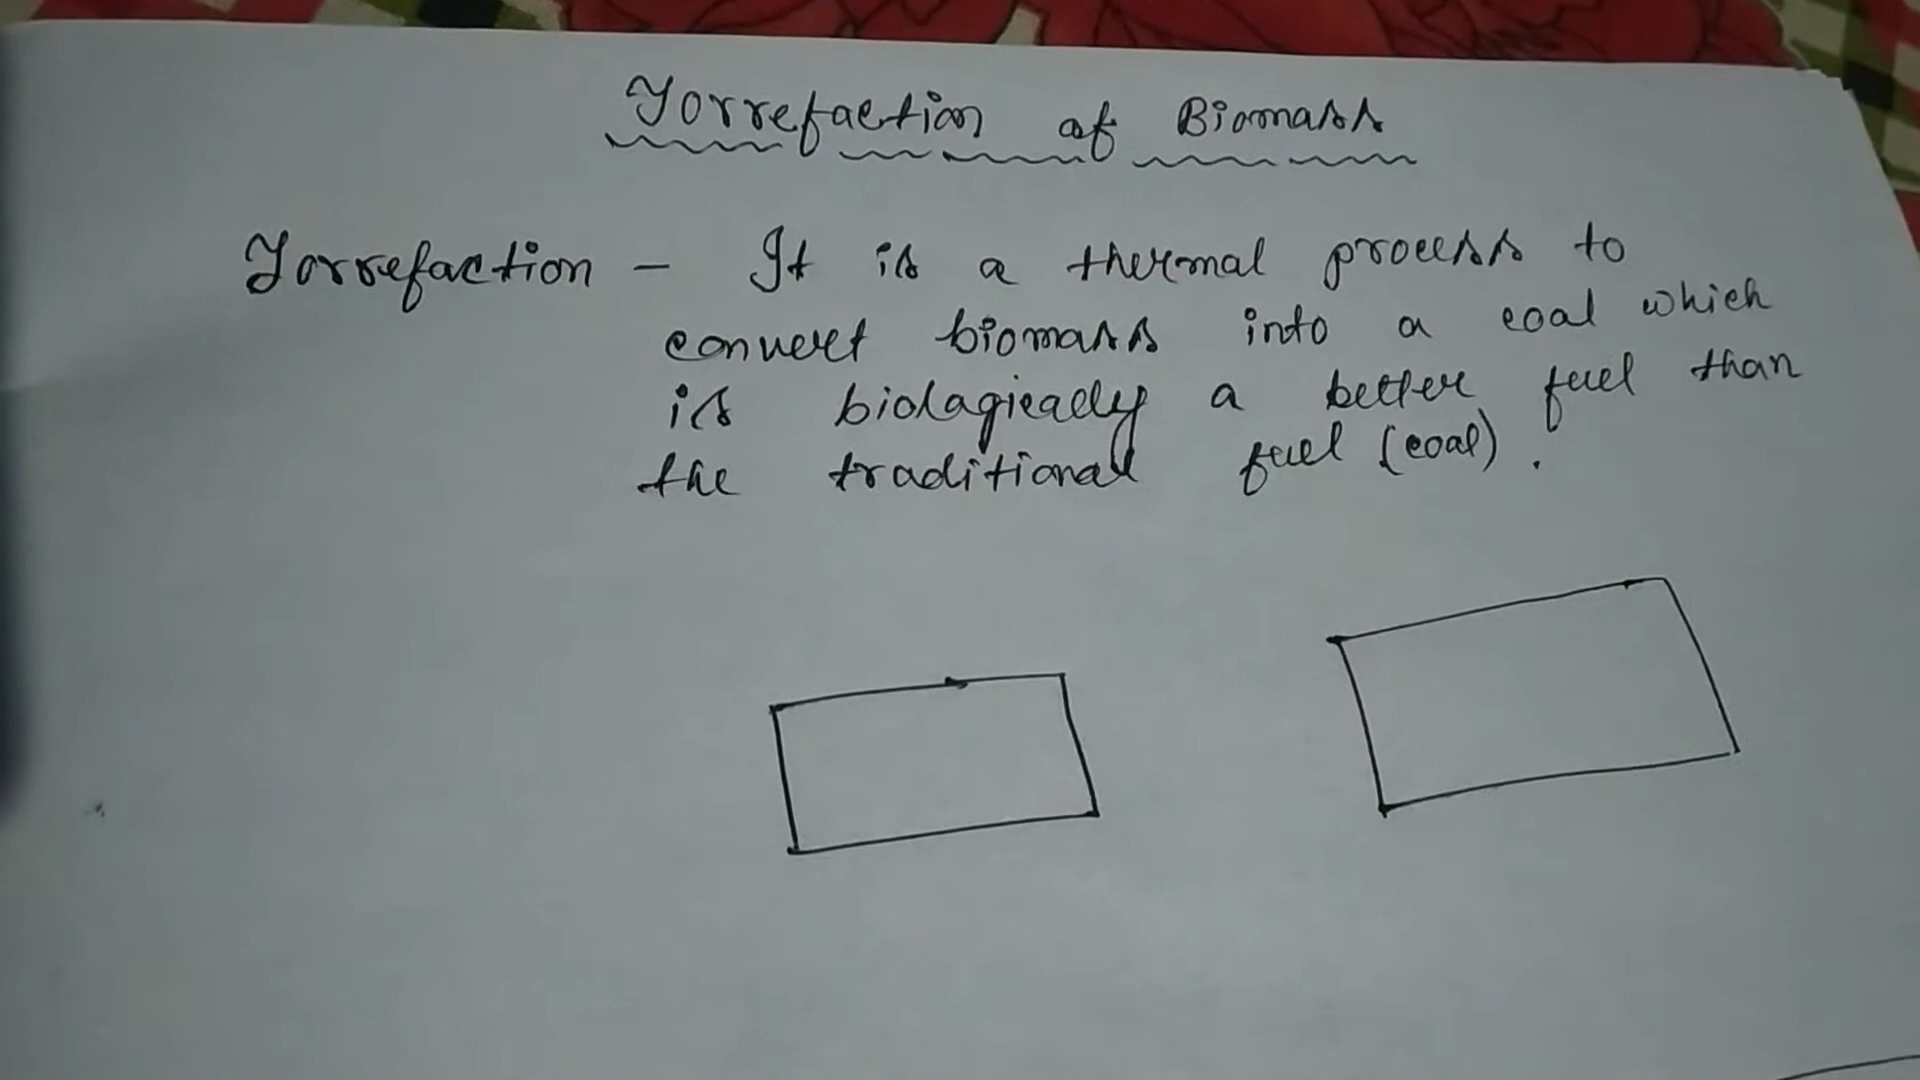 Torrefaction of Biomass
Torrefaction - It is a thermal process to
convert biomass into a coal which
is biologically a better fuel than
the traditional fuel (coal).